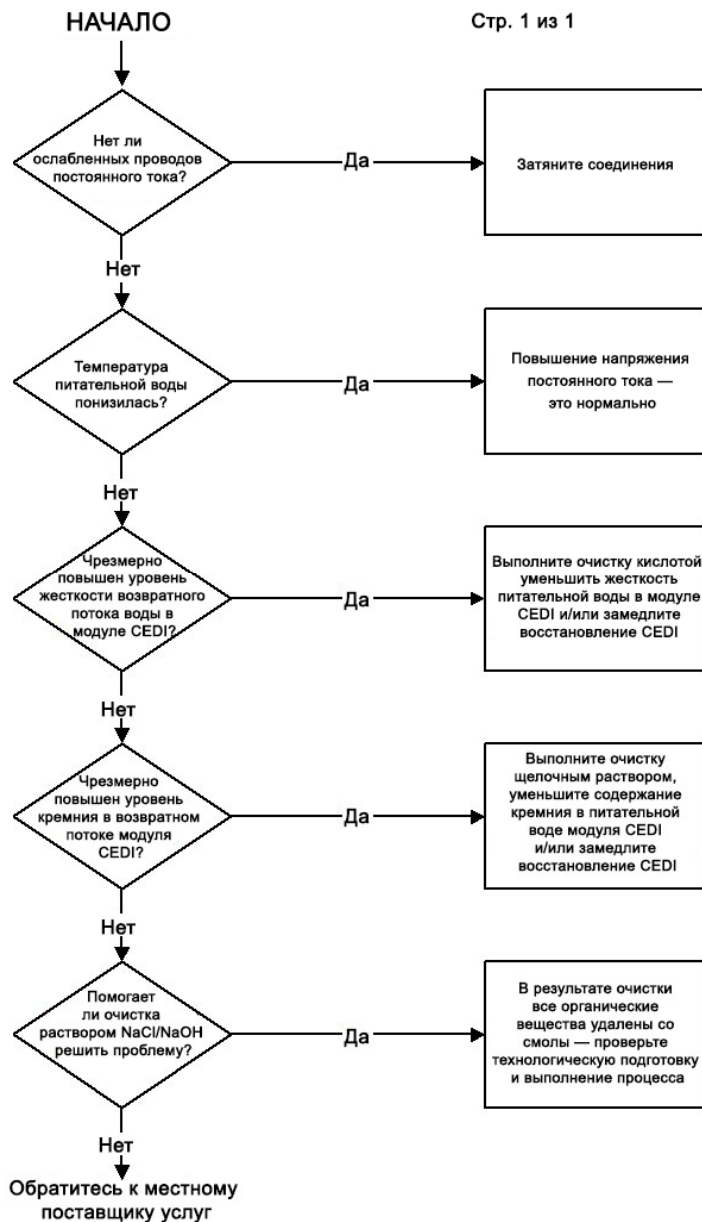 НАЧАЛО
Стр. 1 из 1
Нет ли
ослабленных проводов
постоянного тока?
Да
Затяните соединения
Нет
Температура
питательной воды
понизилась?
Да
Повышение напряжения
постоянного тока —
это нормально
Нет
Чрезмерно
повышен уровень
жесткости возвратного
потока воды в
модуле CEDI?
Да
Выполните очистку кислотой,
уменьшить жесткость
питательной воды в модуле
CEDI и/или замедлите
восстановление CEDI
Нет
Чрезмерно
повышен уровень
кремния в возвратном
потоке модуля
CEDI?
Да
Выполните очистку
щелочным раствором,
уменьшите содержание
кремния в питательной
воде модуля CEDI
и/или замедлите
восстановление CEDI
Нет
Помогает
ли очистка
раствором NaCl/NaOH
решить проблему?
Да
В результате очистки
все органические
вещества удалены со
смолы — проверьте
технологическую подготовку
и выполнение процесса
Нет
Обратитесь к местному
поставщику услуг